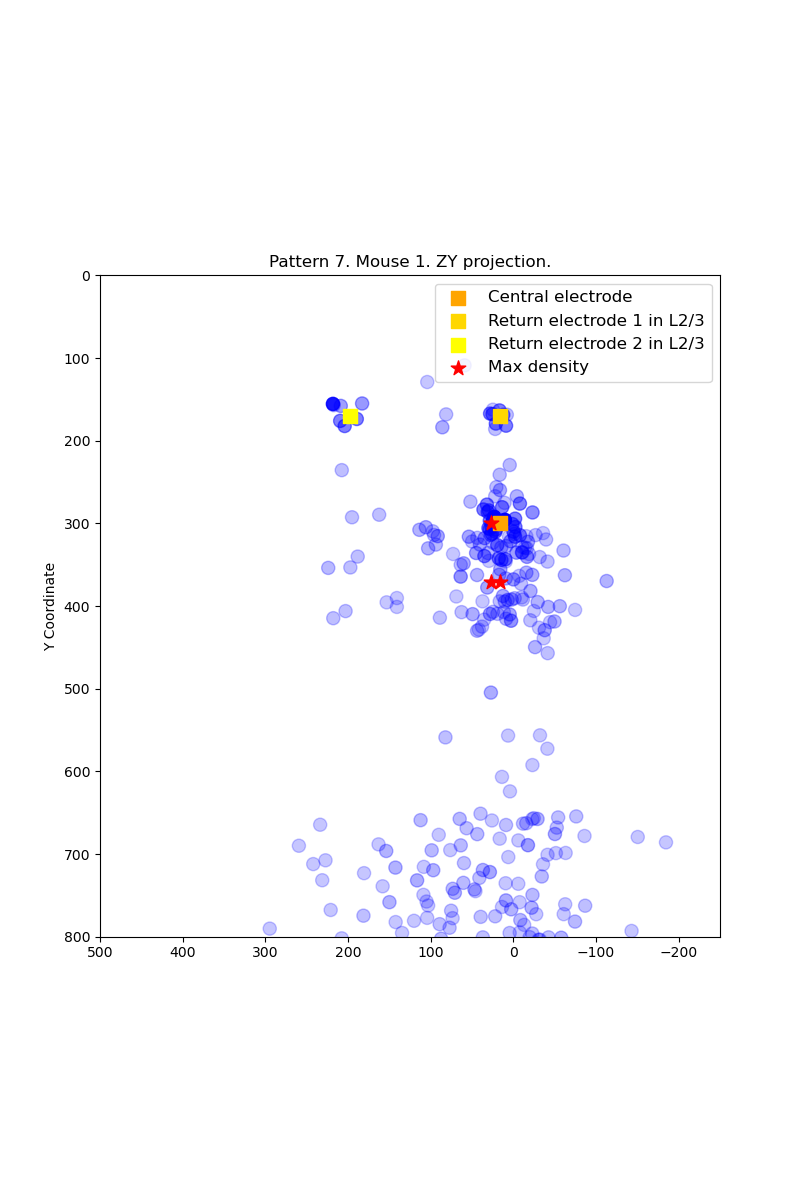 Pattern 7. Mouse 1. ZY projection.
0
Central electrode
Return electrode 1 in L2/3
Return electrode 2 in L2/3
Max density
100
200
300
400
500
600
700
800
Y Coordinate
500 400 300 200 100 0 −100 −200